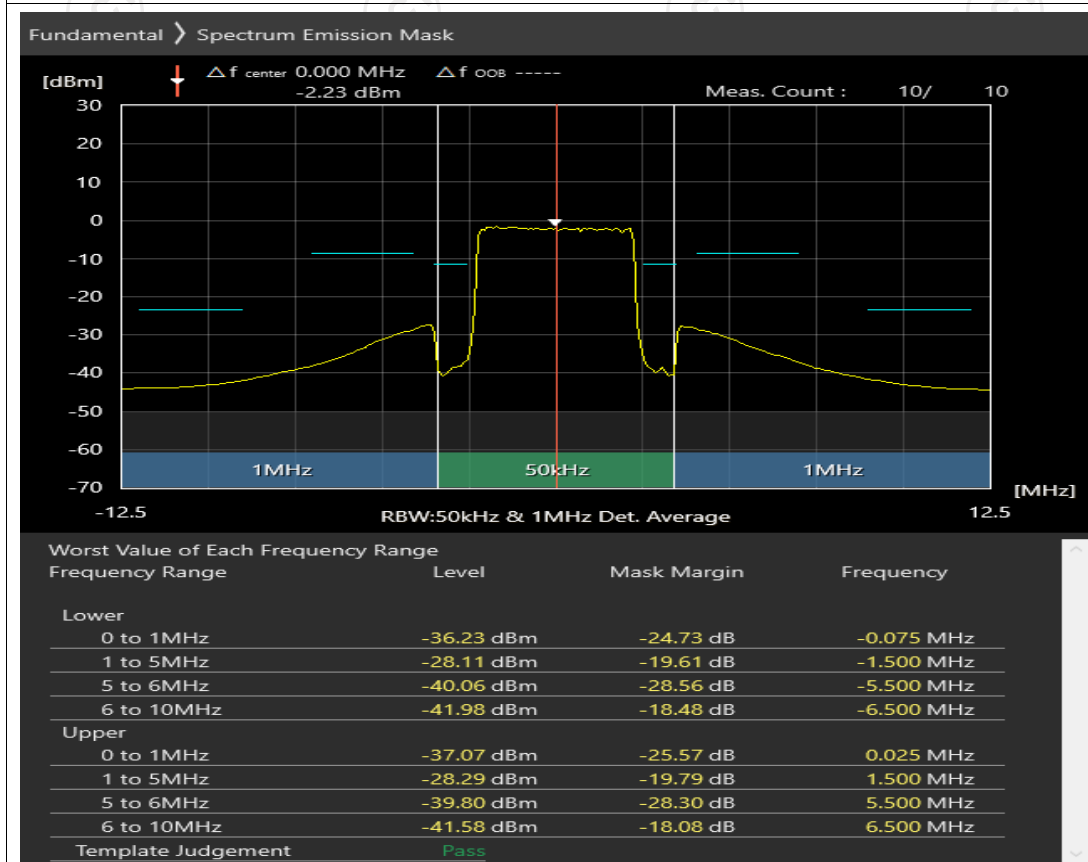 Fundamental 〉 Spectrum Emission Mask
[dBm] △f center 0.000 MHz △f OOB -----
-2.23 dBm Meas. Count : 10/ 10
30
20
10
0
-10
-20
-30
-40
-50
-60
1MHz 50kHz 1MHz
-70
[MHz]
-12.5 RBW:50kHz & 1MHz Det. Average 12.5
Worst Value of Each Frequency Range
Frequency Range Level Mask Margin Frequency
Lower
0 to 1MHz -36.23 dBm -24.73 dB -0.075 MHz
1 to 5MHz -28.11 dBm -19.61 dB -1.500 MHz
5 to 6MHz -40.06 dBm -28.56 dB -5.500 MHz
6 to 10MHz -41.98 dBm -18.48 dB -6.500 MHz
Upper
0 to 1MHz -37.07 dBm -25.57 dB 0.025 MHz
1 to 5MHz -28.29 dBm -19.79 dB 1.500 MHz
5 to 6MHz -39.80 dBm -28.30 dB 5.500 MHz
6 to 10MHz -41.58 dBm -18.08 dB 6.500 MHz
Template Judgement Pass